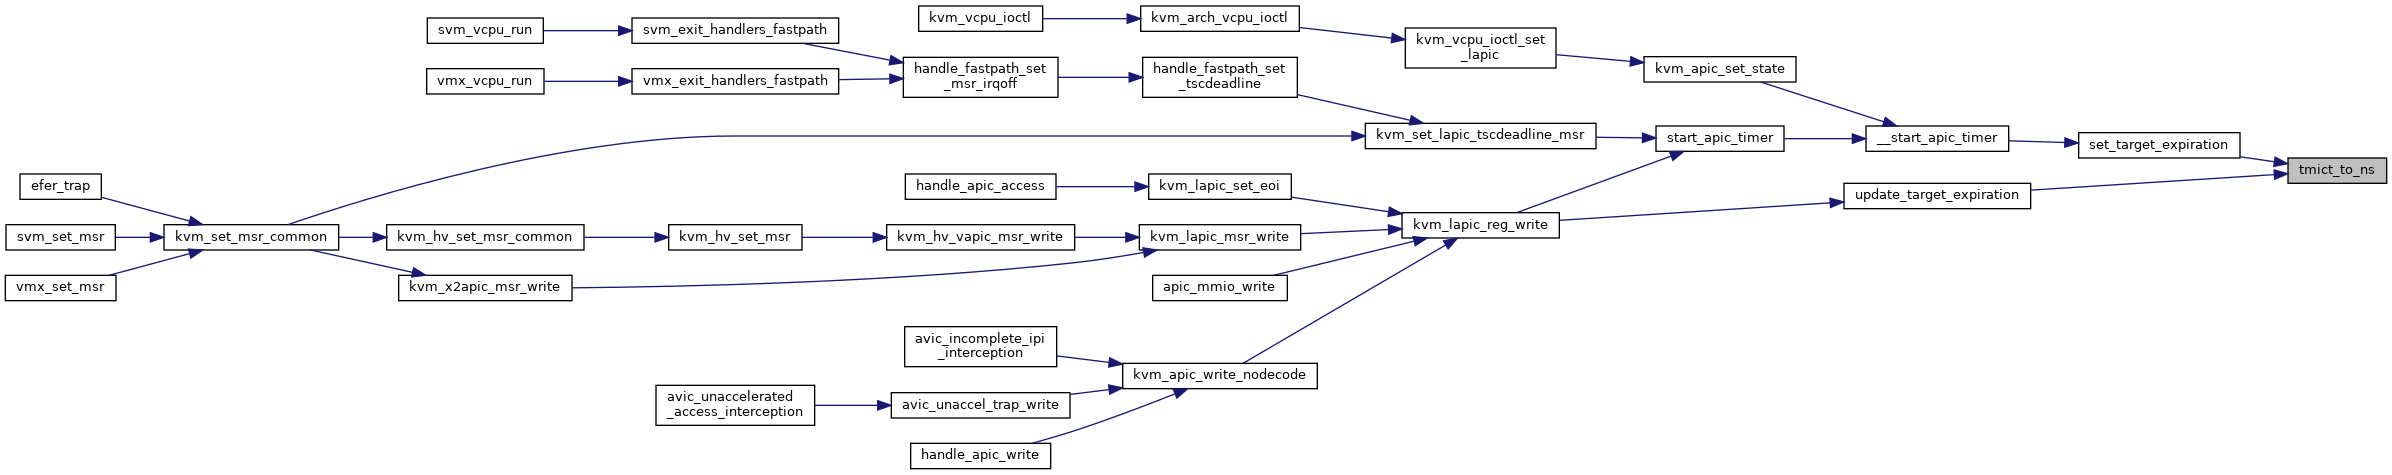 kvm_vcpu_ioctl
kvm_arch_vcpu_ioctl
svm_vcpu_run
svm_exit_handlers_fastpath
kvm_vcpu_ioctl_set
_lapic
kvm_apic_set_state
vmx_vcpu_run
vmx_exit_handlers_fastpath
handle_fastpath_set
_msr_irqoff
handle_fastpath_set
_tscdeadline
kvm_set_lapic_tscdeadline_msr
start_apic_timer
__start_apic_timer
set_target_expiration
tmict_to_ns
efer_trap
handle_apic_access
kvm_lapic_set_eoi
update_target_expiration
svm_set_msr
kvm_set_msr_common
kvm_hv_set_msr_common
kvm_hv_set_msr
kvm_hv_vapic_msr_write
kvm_lapic_msr_write
kvm_lapic_reg_write
vmx_set_msr
kvm_x2apic_msr_write
apic_mmio_write
avic_incomplete_ipi
_interception
kvm_apic_write_nodecode
avic_unaccelerated
_access_interception
avic_unaccel_trap_write
handle_apic_write